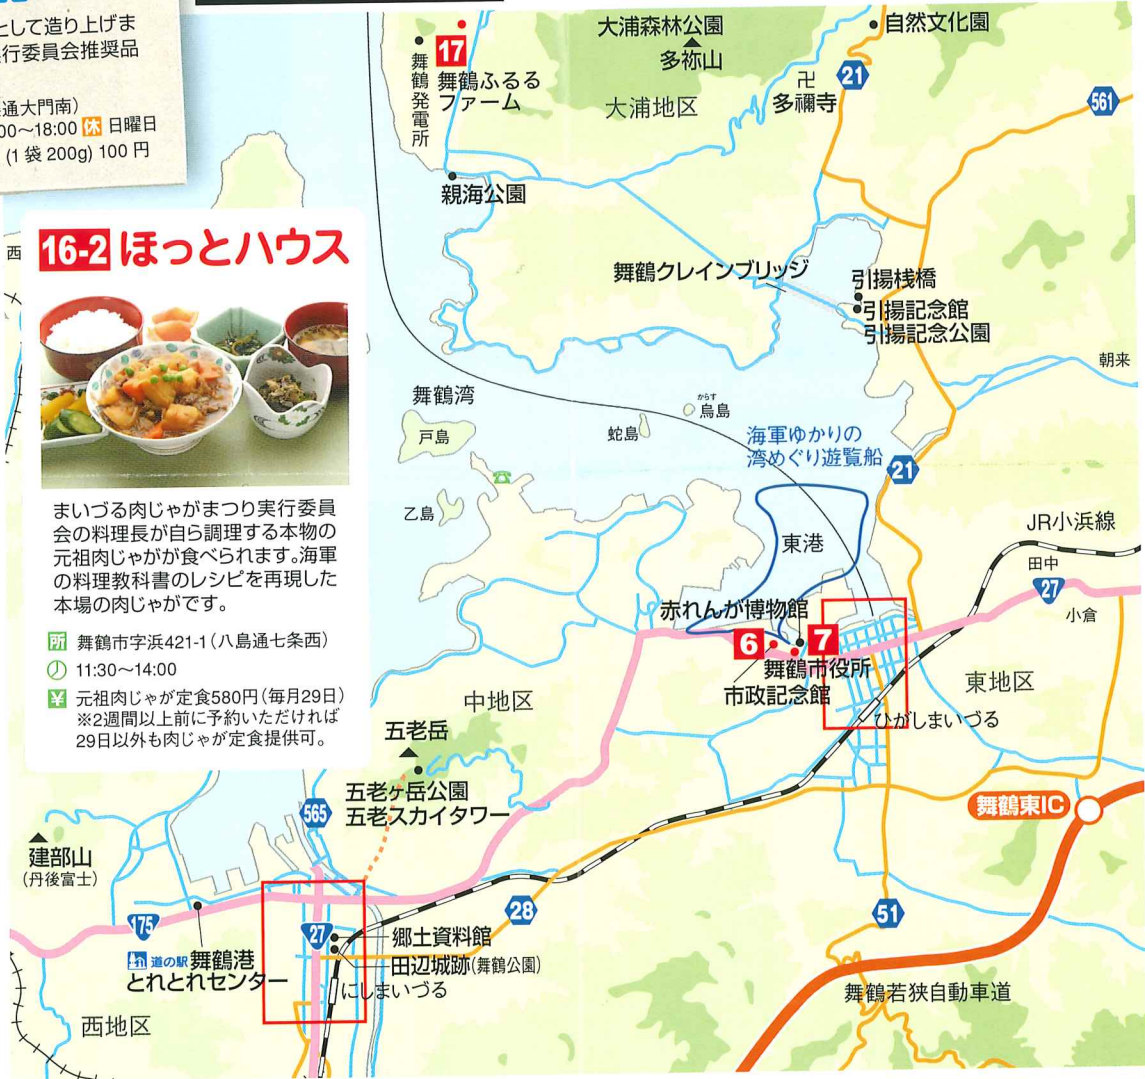 として造り上げま
行委員会推奨品
通大門南)
00〜18:00 休 日曜日
(1袋200g) 100円
16-2 ほっとハウス
まいづる肉じゃがまつり実行委員
会の料理長が自ら調理する本物の
元祖肉じゃがが食べられます。海軍
の料理教科書のレシピを再現した
本場の肉じゃがです。
所 舞鶴市字浜421-1(八島通七条西)
11:30〜14:00
¥ 元祖肉じゃが定食580円(毎月29日)
※2週間以上前に予約いただければ
29日以外も肉じゃが定食提供可。
西
舞鶴発電所
17
舞鶴ふるる
ファーム
大浦森林公園
多祢山
大浦地区
卍
多禰寺
自然文化園
21
561
親海公園
舞鶴クレインブリッジ
引揚桟橋
引揚記念館
引揚記念公園
朝来
舞鶴湾
戸島
蛇島
からす
烏島
乙島
海軍ゆかりの
湾めぐり遊覧船
21
東港
JR小浜線
田中
27
小倉
赤れんが博物館
6
7
舞鶴市役所
市政記念館
東地区
ひがしまいづる
中地区
五老岳
五老ヶ岳公園
五老スカイタワー
565
舞鶴東IC
建部山
(丹後富士)
175
道の駅 舞鶴港
とれとれセンター
27
28
51
郷土資料館
田辺城跡(舞鶴公園)
にしまいづる
西地区
舞鶴若狭自動車道